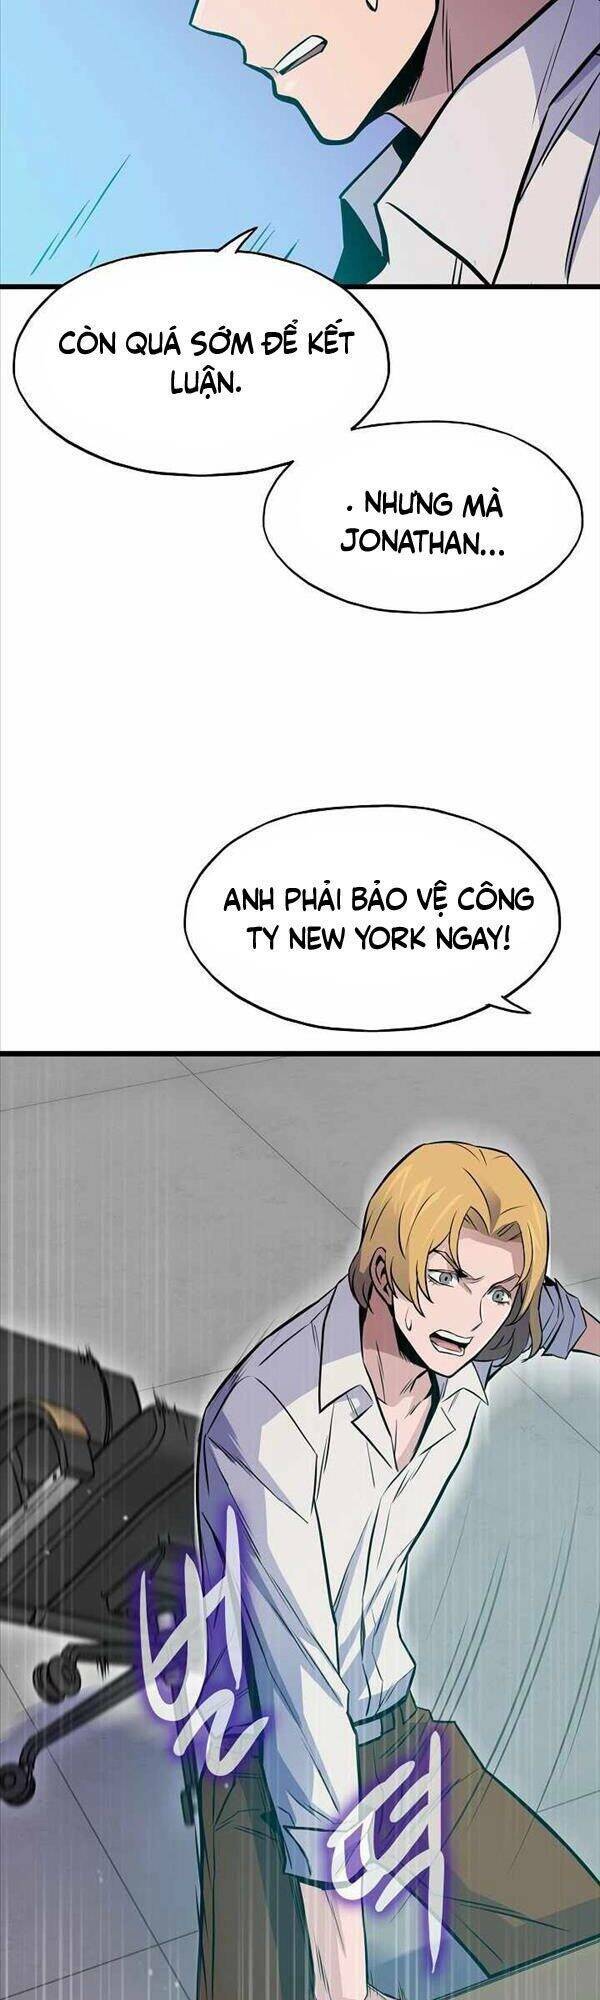 CÒN QUÁ SỚM ĐỂ KẾT
LUẬN.
. NHƯNG MÀ
JONATHAN...
ANH PHẢI BẢO VỆ CÔNG
TY NEW YORK NGAY!
벌
떡